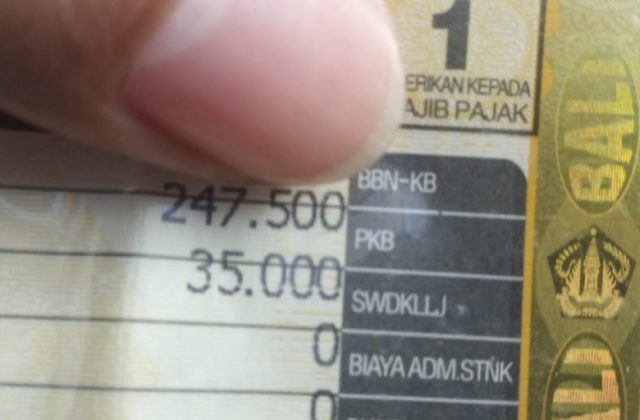 1
ERIKAN KEPADA
AJIB PAJAK
BBN-KB
247.500 PKB
35.000 SWDKLLJ
0 BIAYA ADM.STNK
0
BALI
BALI